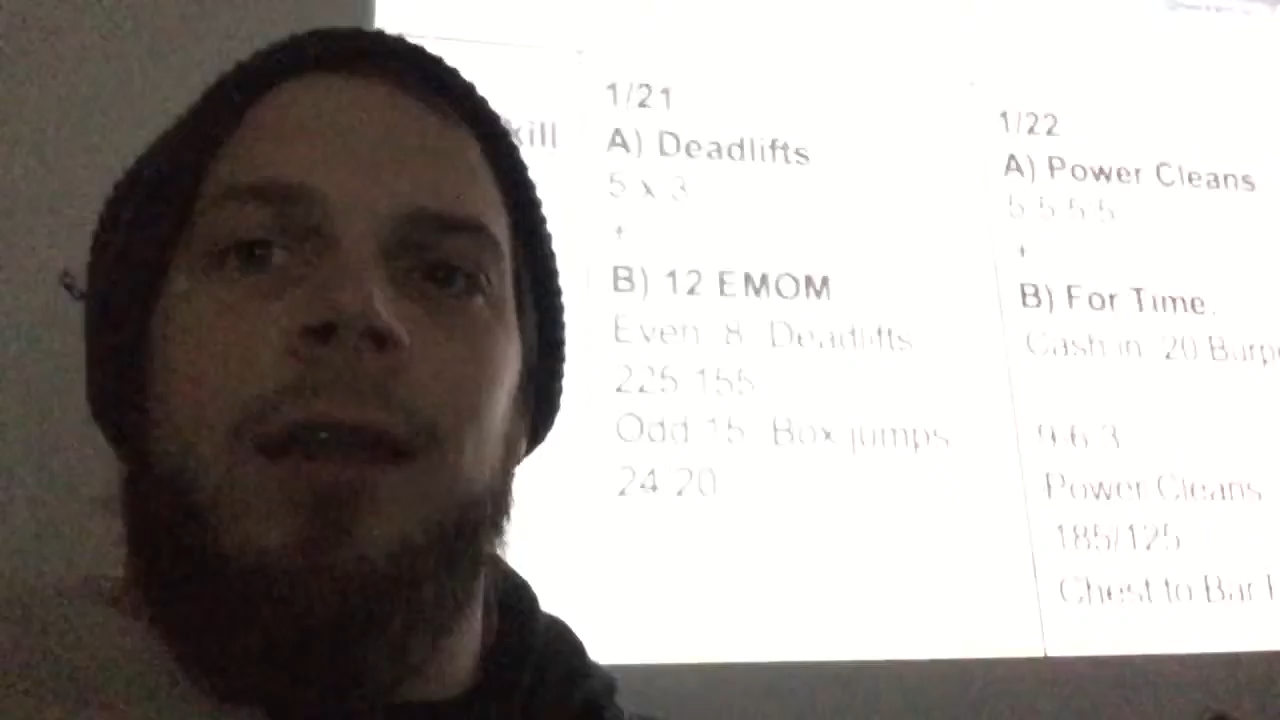 kill
1/21
A) Deadlifts
5 x 3
+
B) 12 EMOM
Even 8 Deadlifts
225 155
Odd 15 Box jumps
24 20
1/22
A) Power Cleans
5 5 5 5
+
B) For Time
Cash in 20 Burp
9 6 3
Power Cleans
185/125
Chest to Bar